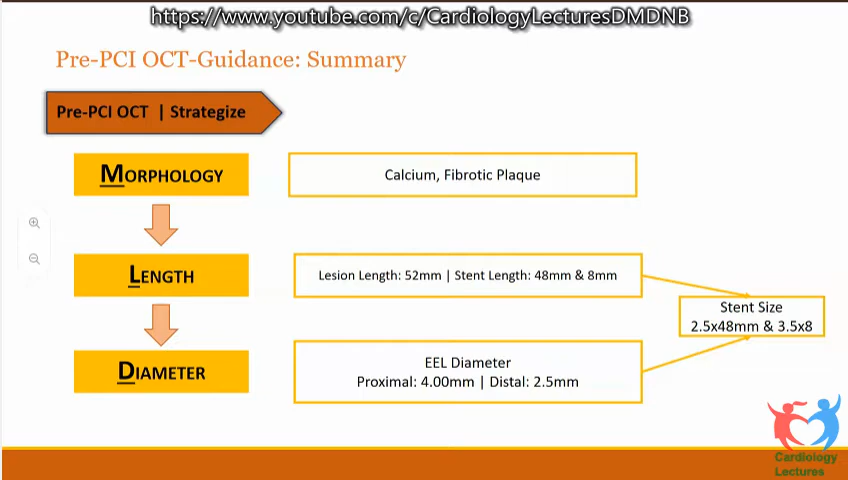 https://www.youtube.com/c/CardiologyLecturesDMDNB
Pre-PCI OCT-Guidance: Summary
Pre-PCI OCT | Strategize
MORPHOLOGY
Calcium, Fibrotic Plaque
LENGTH
Lesion Length: 52mm | Stent Length: 48mm & 8mm
Stent Size
2.5x48mm & 3.5x8
DIAMETER
EEL Diameter
Proximal: 4.00mm | Distal: 2.5mm
Cardiology
Lectures